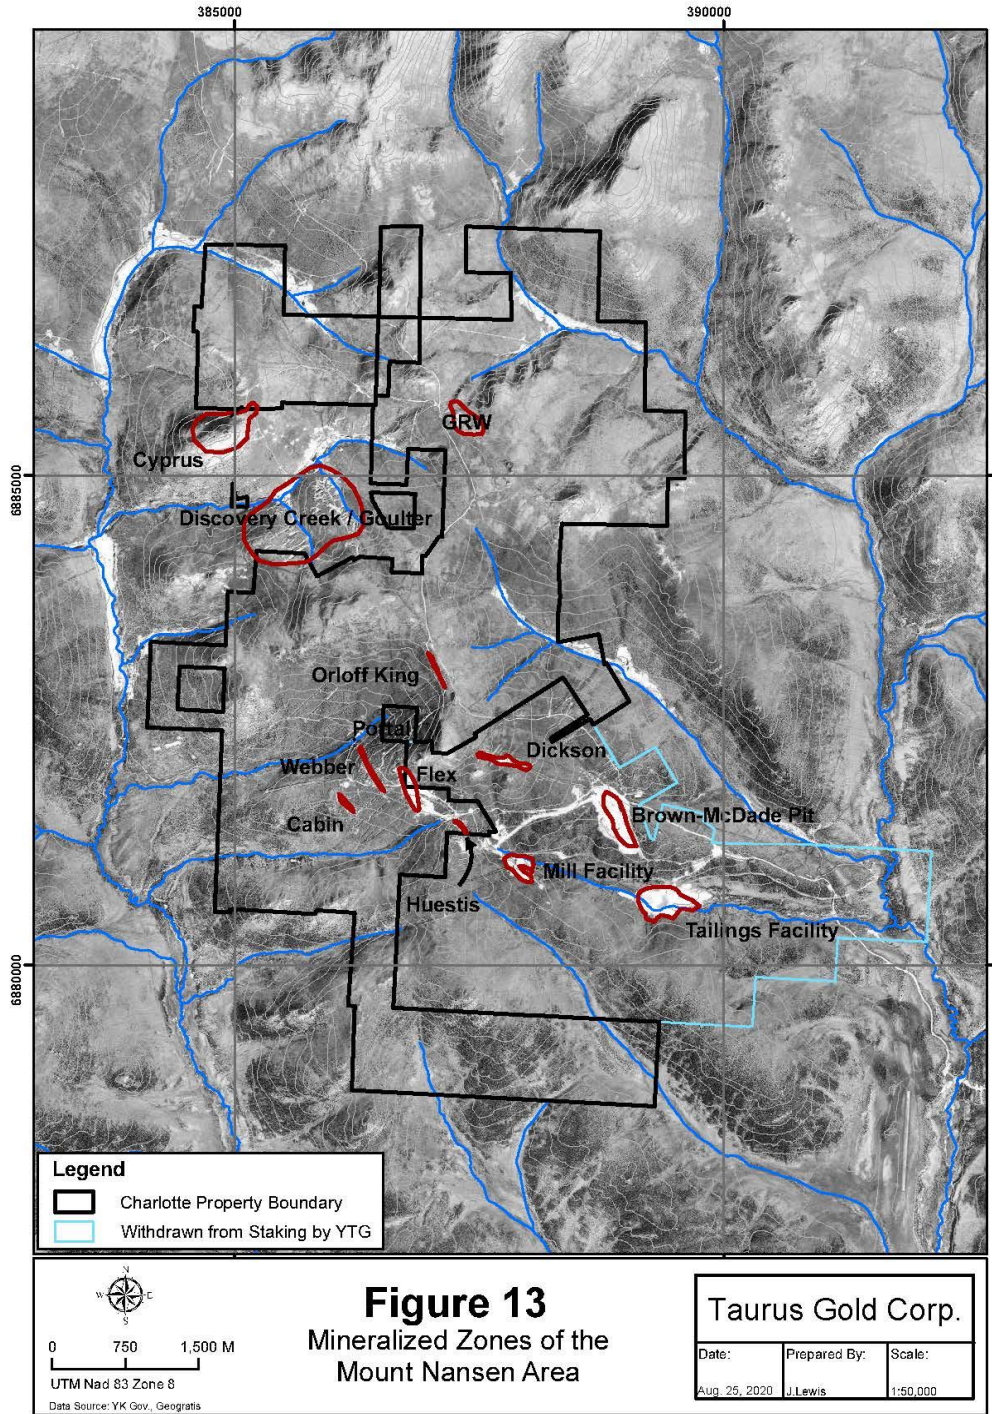 385000
390000
GRW
Cyprus
6885000
Discovery Creek / Goulter
Orloff King
Portal
Dickson
Webber
Flex
Cabin
Brown-McDade Pit
Mill Facility
Huestis
Tailings Facility
6880000
Legend
Charlotte Property Boundary
Withdrawn from Staking by YTG
N
W
E
S
0 750 1,500 M
UTM Nad 83 Zone 8
Data Source: YK Gov., Geogratis
Figure 13
Mineralized Zones of the
Mount Nansen Area
Taurus Gold Corp.
Date:
Prepared By:
Scale:
Aug. 25, 2020
J.Lewis
1:50,000